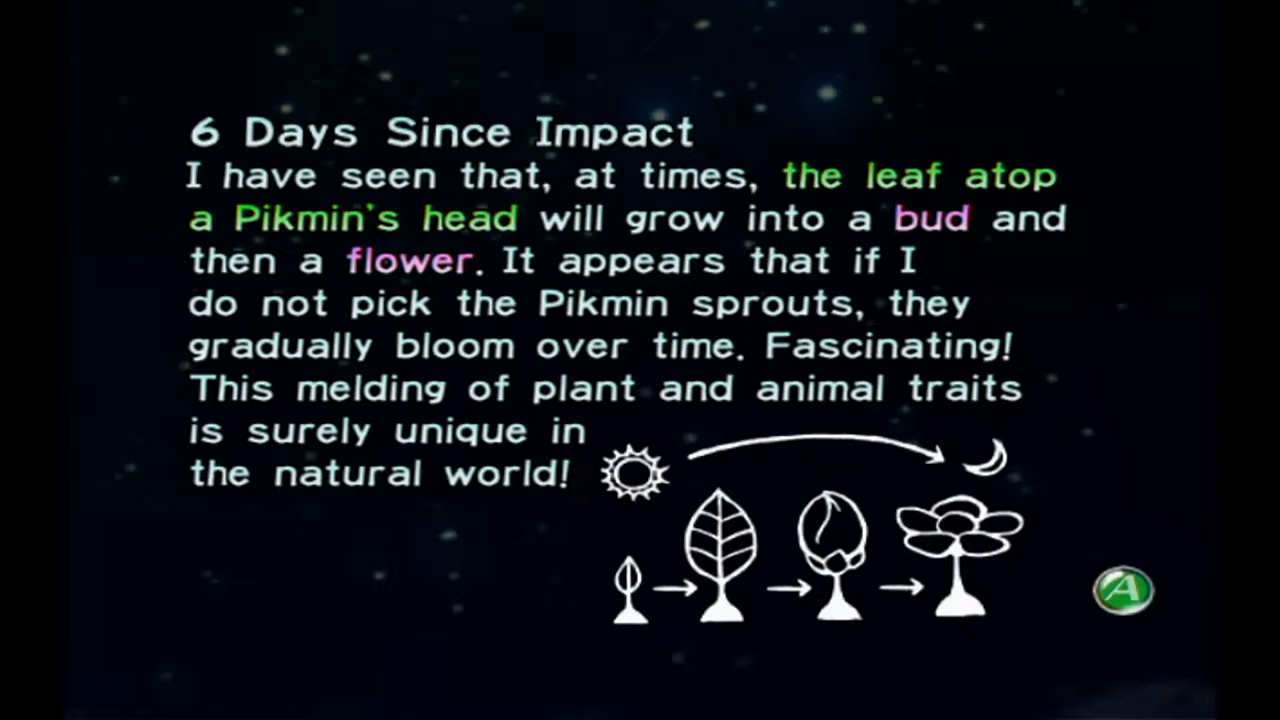 6 Days Since Impact
I have seen that, at times, the leaf atop
a Pikmin's head will grow into a bud and
then a flower. It appears that if I
do not pick the Pikmin sprouts, they
gradually bloom over time. Fascinating!
This melding of plant and animal traits
is surely unique in
the natural world!
A